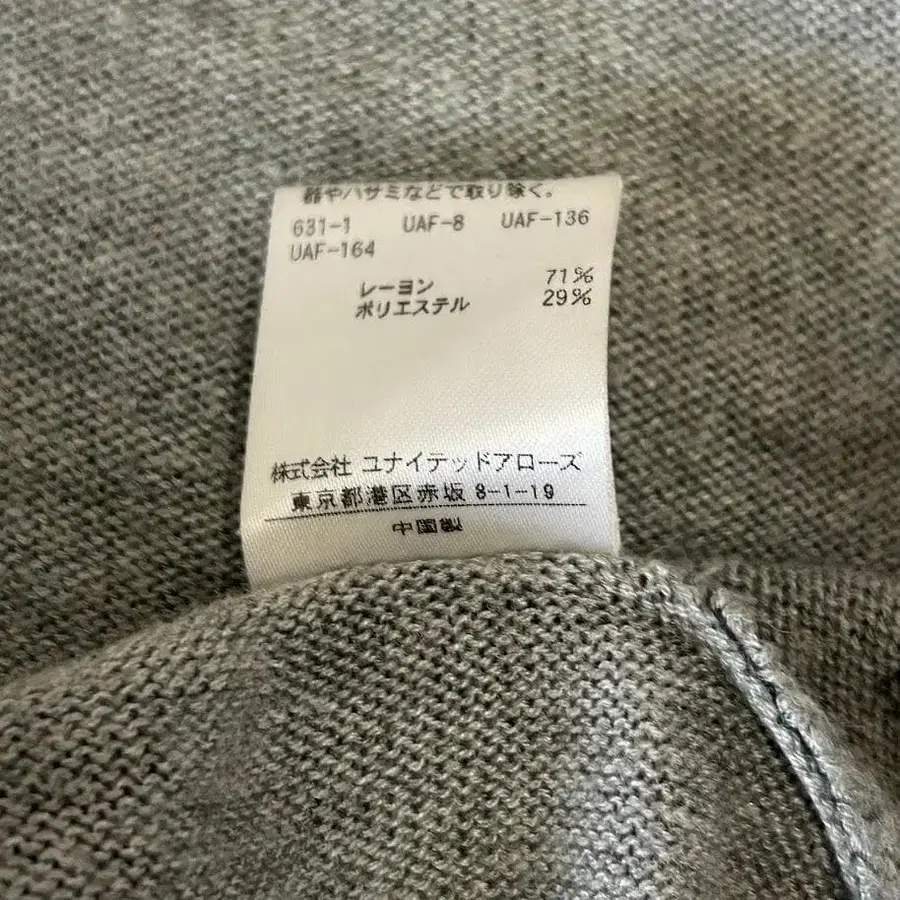 器やハサミなどで取り除く。
631-1 UAF-8 UAF-136
UAF-164
レーヨン 71%
ポリエステル 29%
株式会社 ユナイテッドアローズ
東京都港区赤坂 8-1-19
中国製